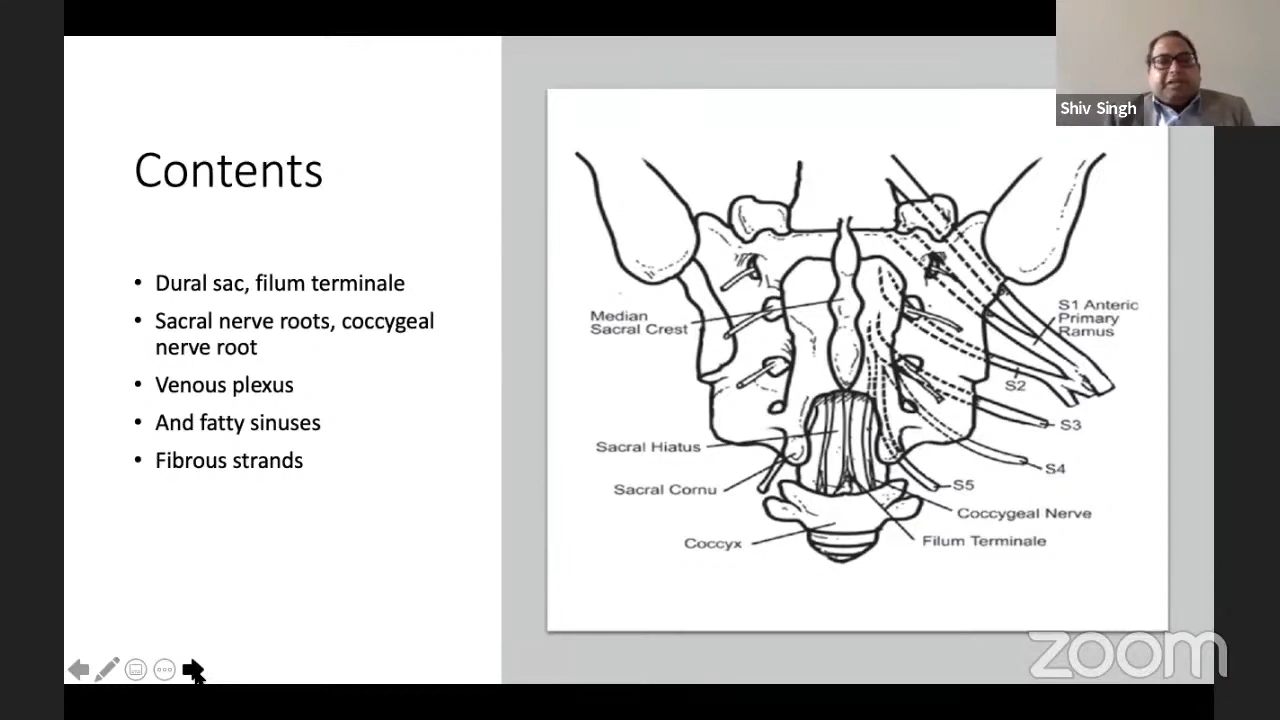 Shiv Singh
Contents
• Dural sac, filum terminale
• Sacral nerve roots, coccygeal
nerve root
• Venous plexus
• And fatty sinuses
• Fibrous strands
Median
Sacral Crest
Sacral Hiatus
Sacral Cornu
Coccyx
S1 Anteric
Primary
Ramus
S2
S3
S4
S5
Coccygeal Nerve
Filum Terminale
zoom